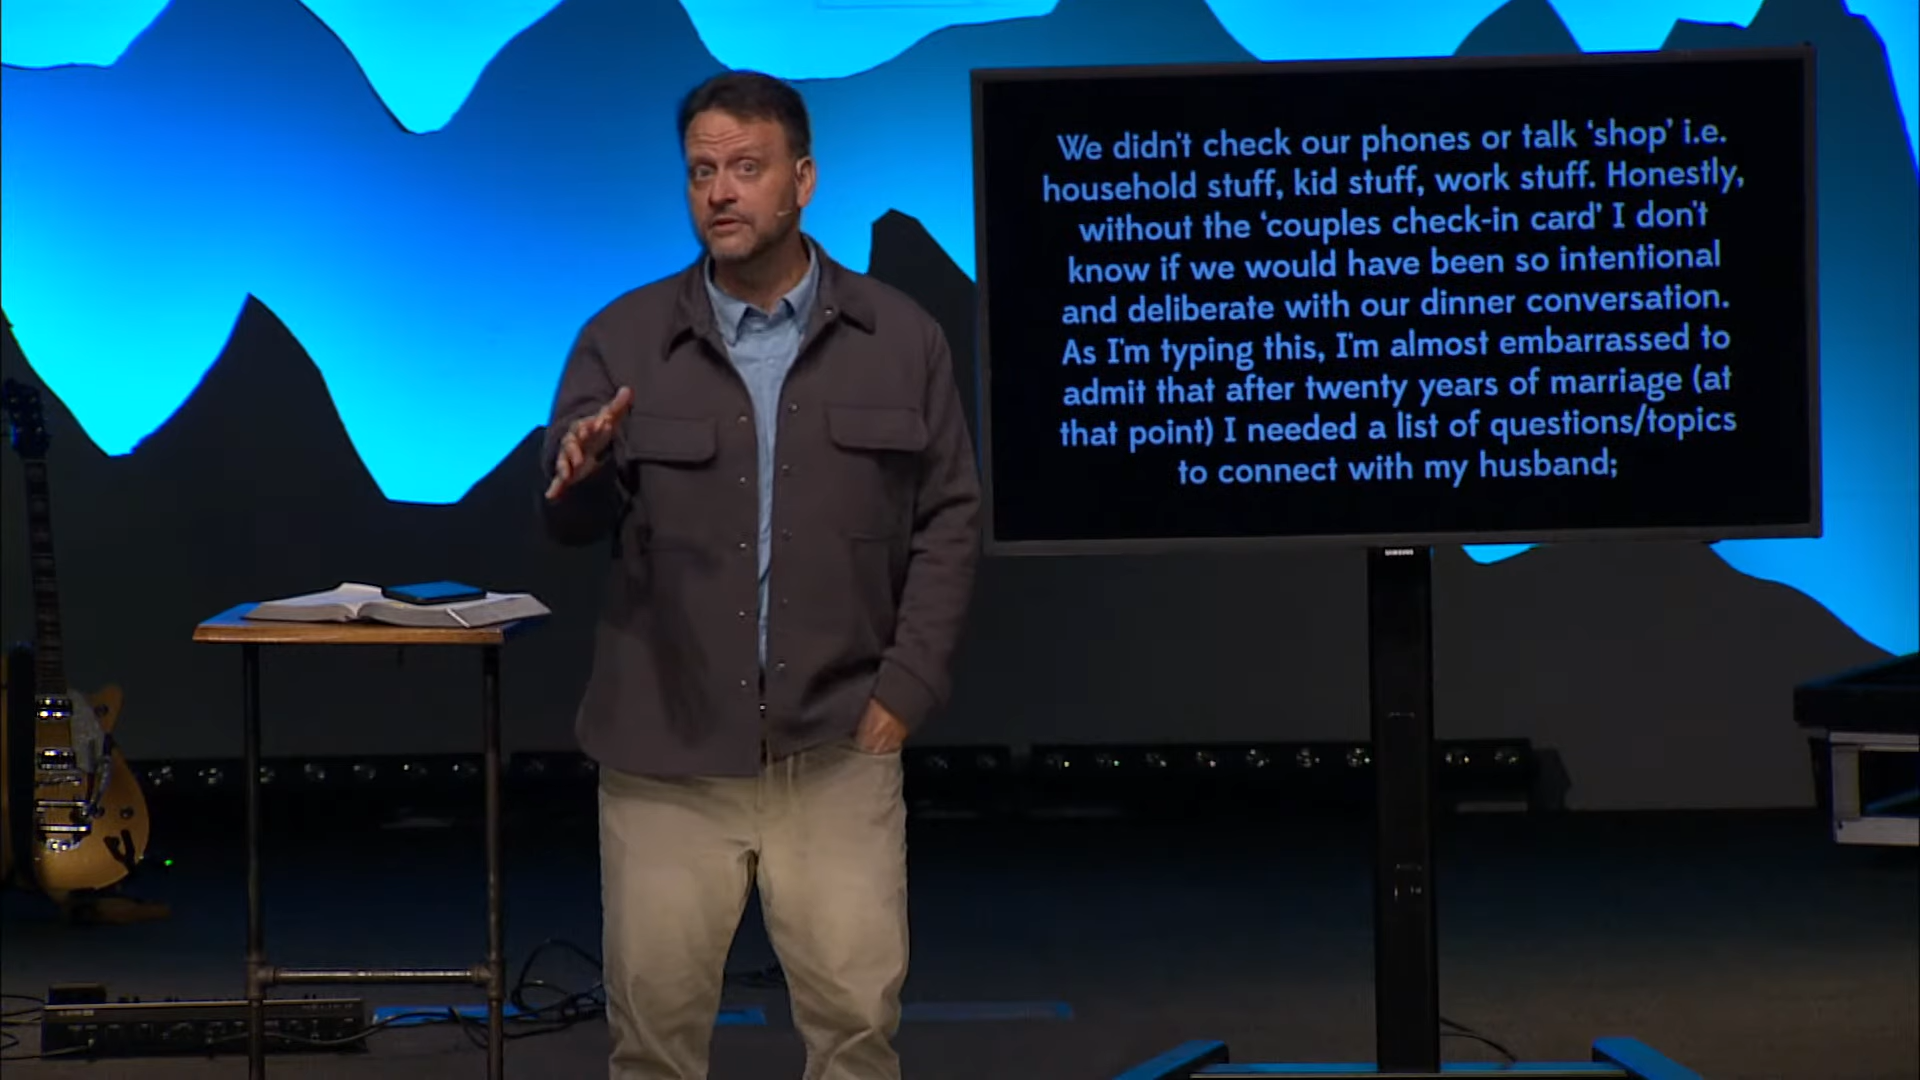 We didn't check our phones or talk ‘shop’ i.e.
household stuff, kid stuff, work stuff. Honestly,
without the ‘couples check-in card’ I don't
know if we would have been so intentional
and deliberate with our dinner conversation.
As I'm typing this, I'm almost embarrassed to
admit that after twenty years of marriage (at
that point) I needed a list of questions/topics
to connect with my husband;
SAMSUNG